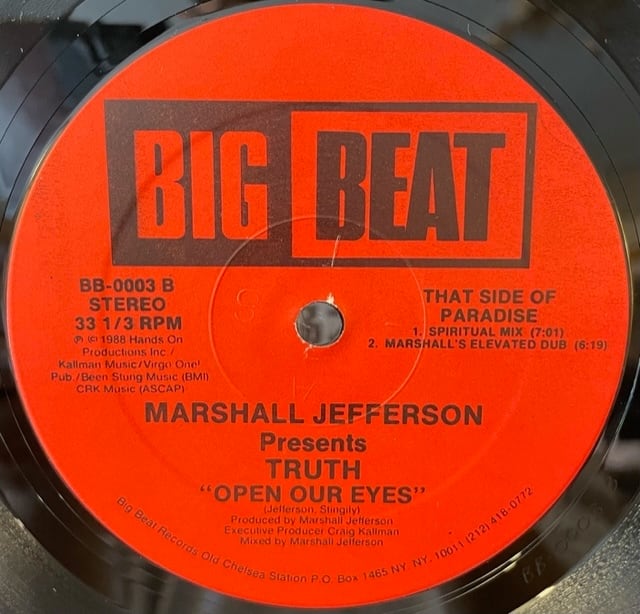 BIG BEAT
BB-0003 B
STEREO
33 1/3 RPM
℗ © 1988 Hands On
Productions Inc./
Kallman Music/Virgo One!
Pub./Been Stung Music (BMI)
CRK Music (ASCAP)
THAT SIDE OF
PARADISE
1. SPIRITUAL MIX (7:01)
2. MARSHALL'S ELEVATED DUB (6:19)
MARSHALL JEFFERSON
Presents
TRUTH
“OPEN OUR EYES”
(Jefferson, Stingily)
Produced by Marshall Jefferson
Executive Producer Craig Kallman
Mixed by Marshall Jefferson
Big Beat Records Old Chelsea Station P.O. Box 1465 NY, NY, 10011 (212) 418-0772